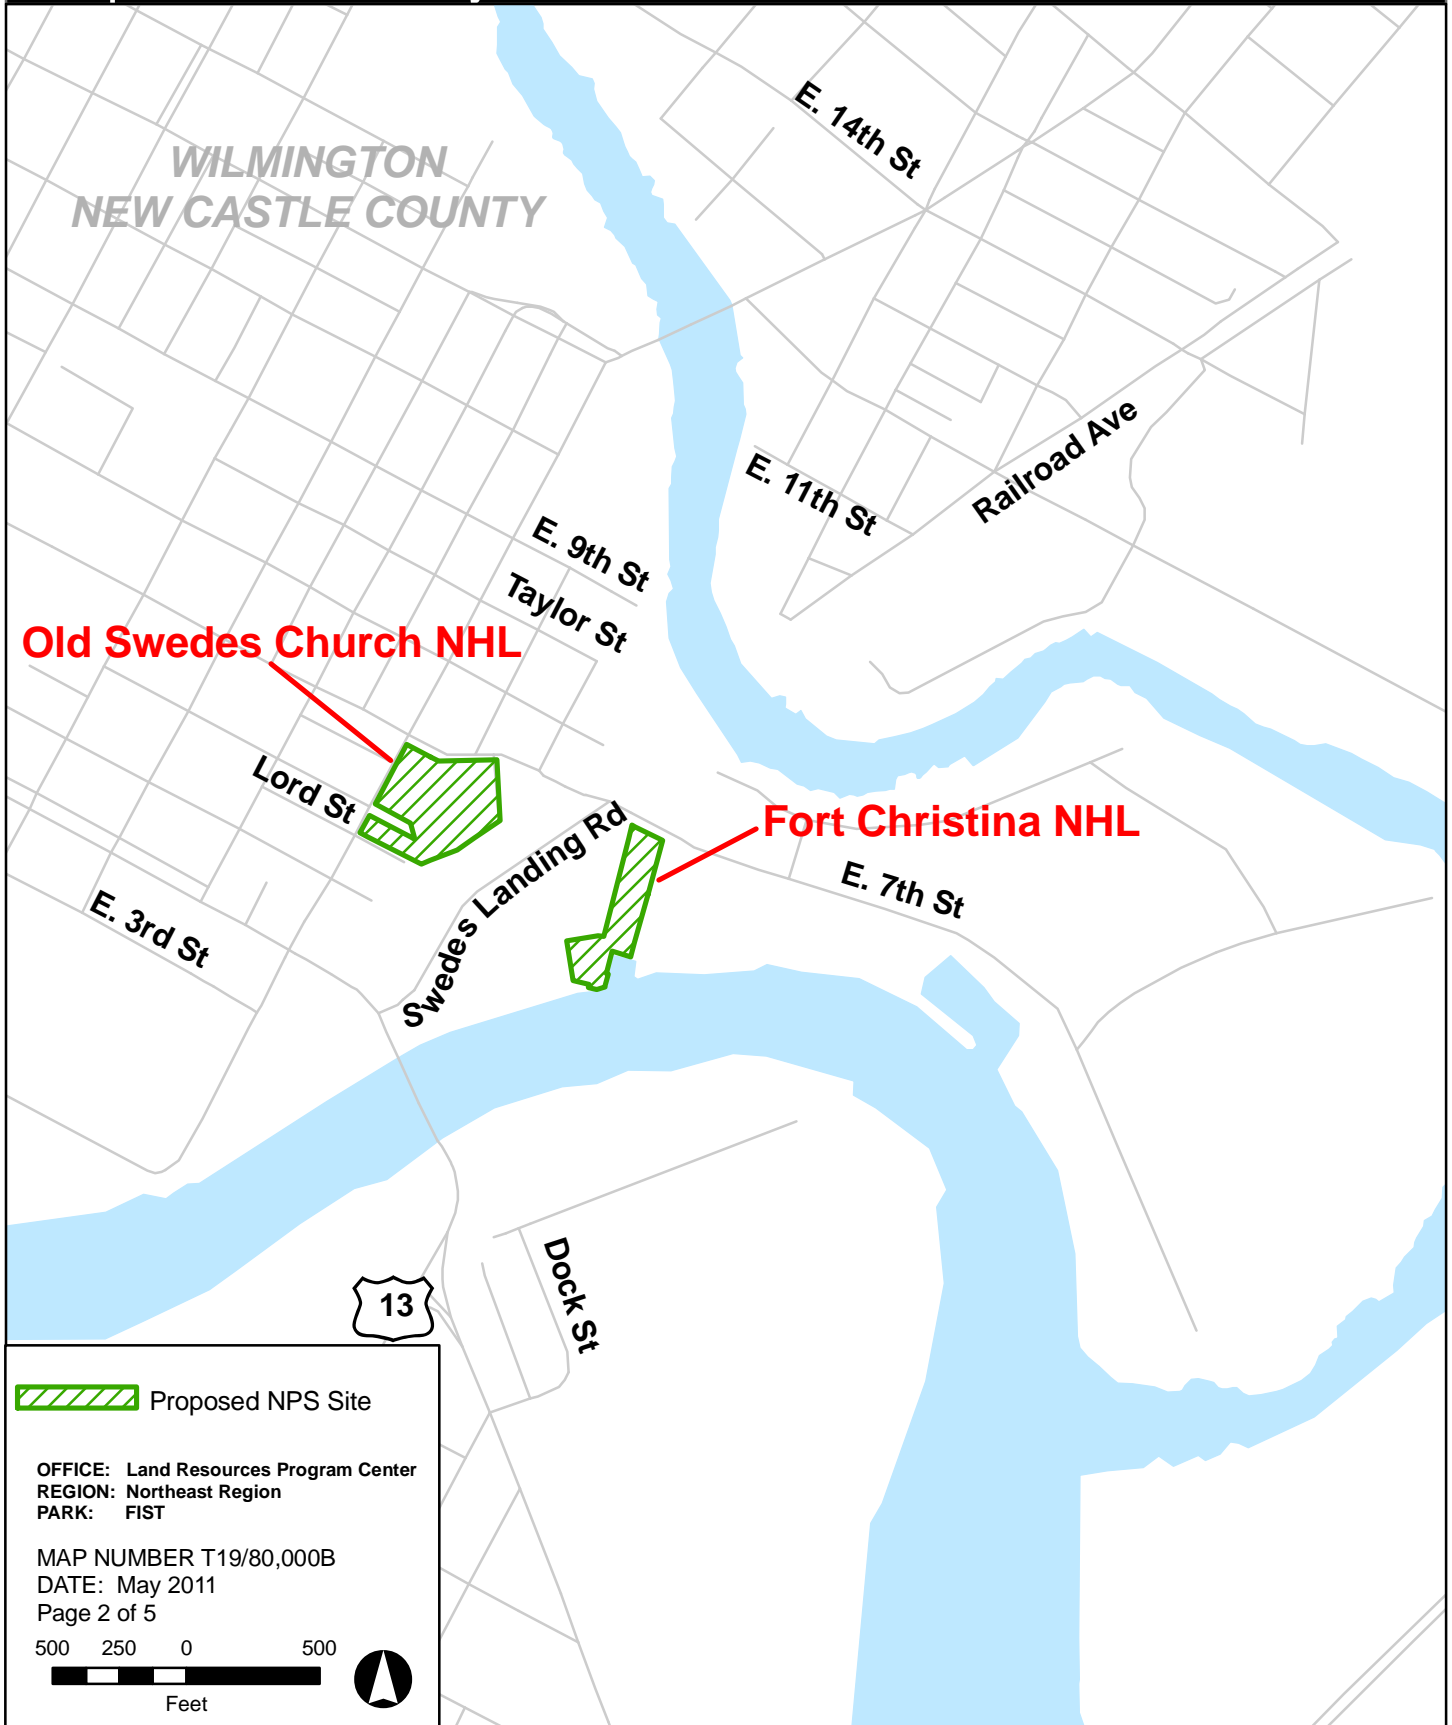 WILMINGTON
NEW CASTLE COUNTY
E. 14th St
E. 11th St
Railroad Ave
E. 9th St
Taylor St
Old Swedes Church NHL
Lord St
Swedes Landing Rd
Fort Christina NHL
E. 7th St
E. 3rd St
Dock St
13
Proposed NPS Site
OFFICE: Land Resources Program Center
REGION: Northeast Region
PARK: FIST
MAP NUMBER T19/80,000B
DATE: May 2011
Page 2 of 5
500 250 0 500
Feet